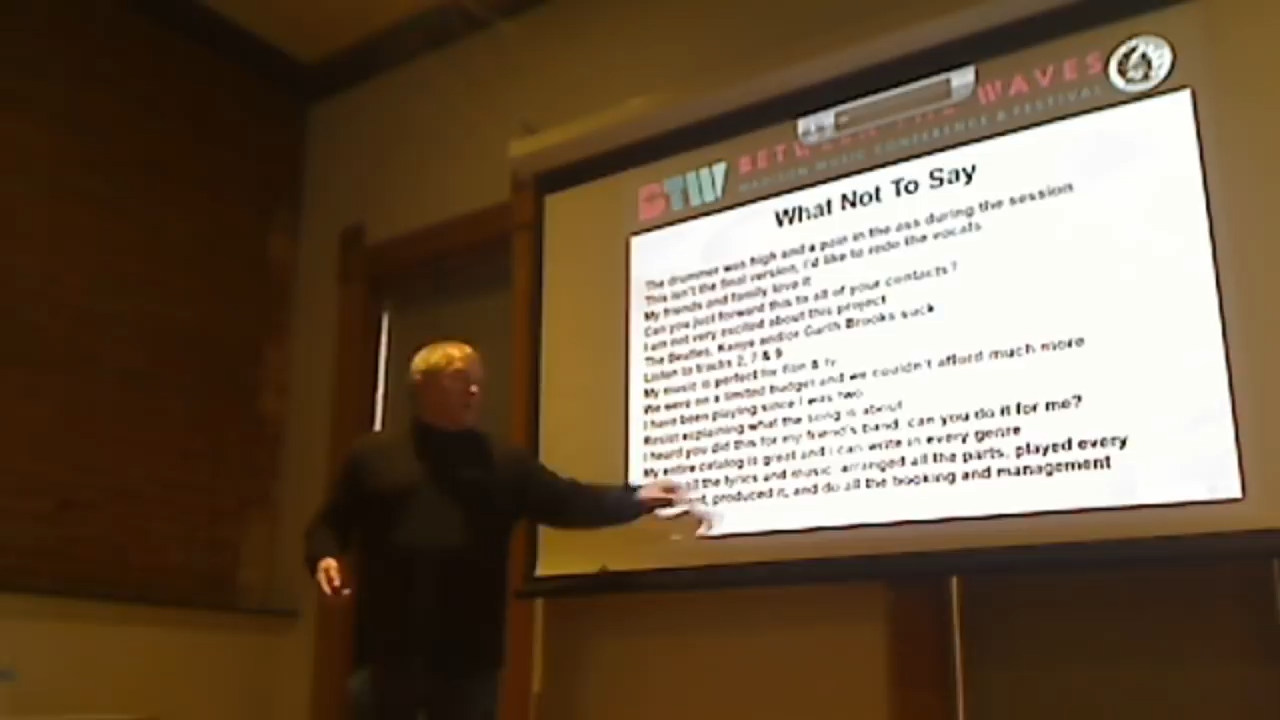 BTW
WAVES
MADISON MUSIC CONFERENCE & FESTIVAL
What Not To Say
The drummer was high and a pain in the ass during the session
This isn't the final version, I'd like to redo the vocals
My friends and family love it
Can you just forward this to all of your contacts?
I am not very excited about this project
The Beatles, Kanye and/or Garth Brooks suck
Listen to tracks 2, 7 & 9
My music is perfect for film & tv
We were on a limited budget and we couldn't afford much more
I have been playing since I was two
Resist explaining what the song is about
I heard you did this for my friend's band, can you do it for me?
My entire catalog is great and I can write in every genre
all the lyrics and music, arranged all the parts, played every
produced it, and do all the booking and management